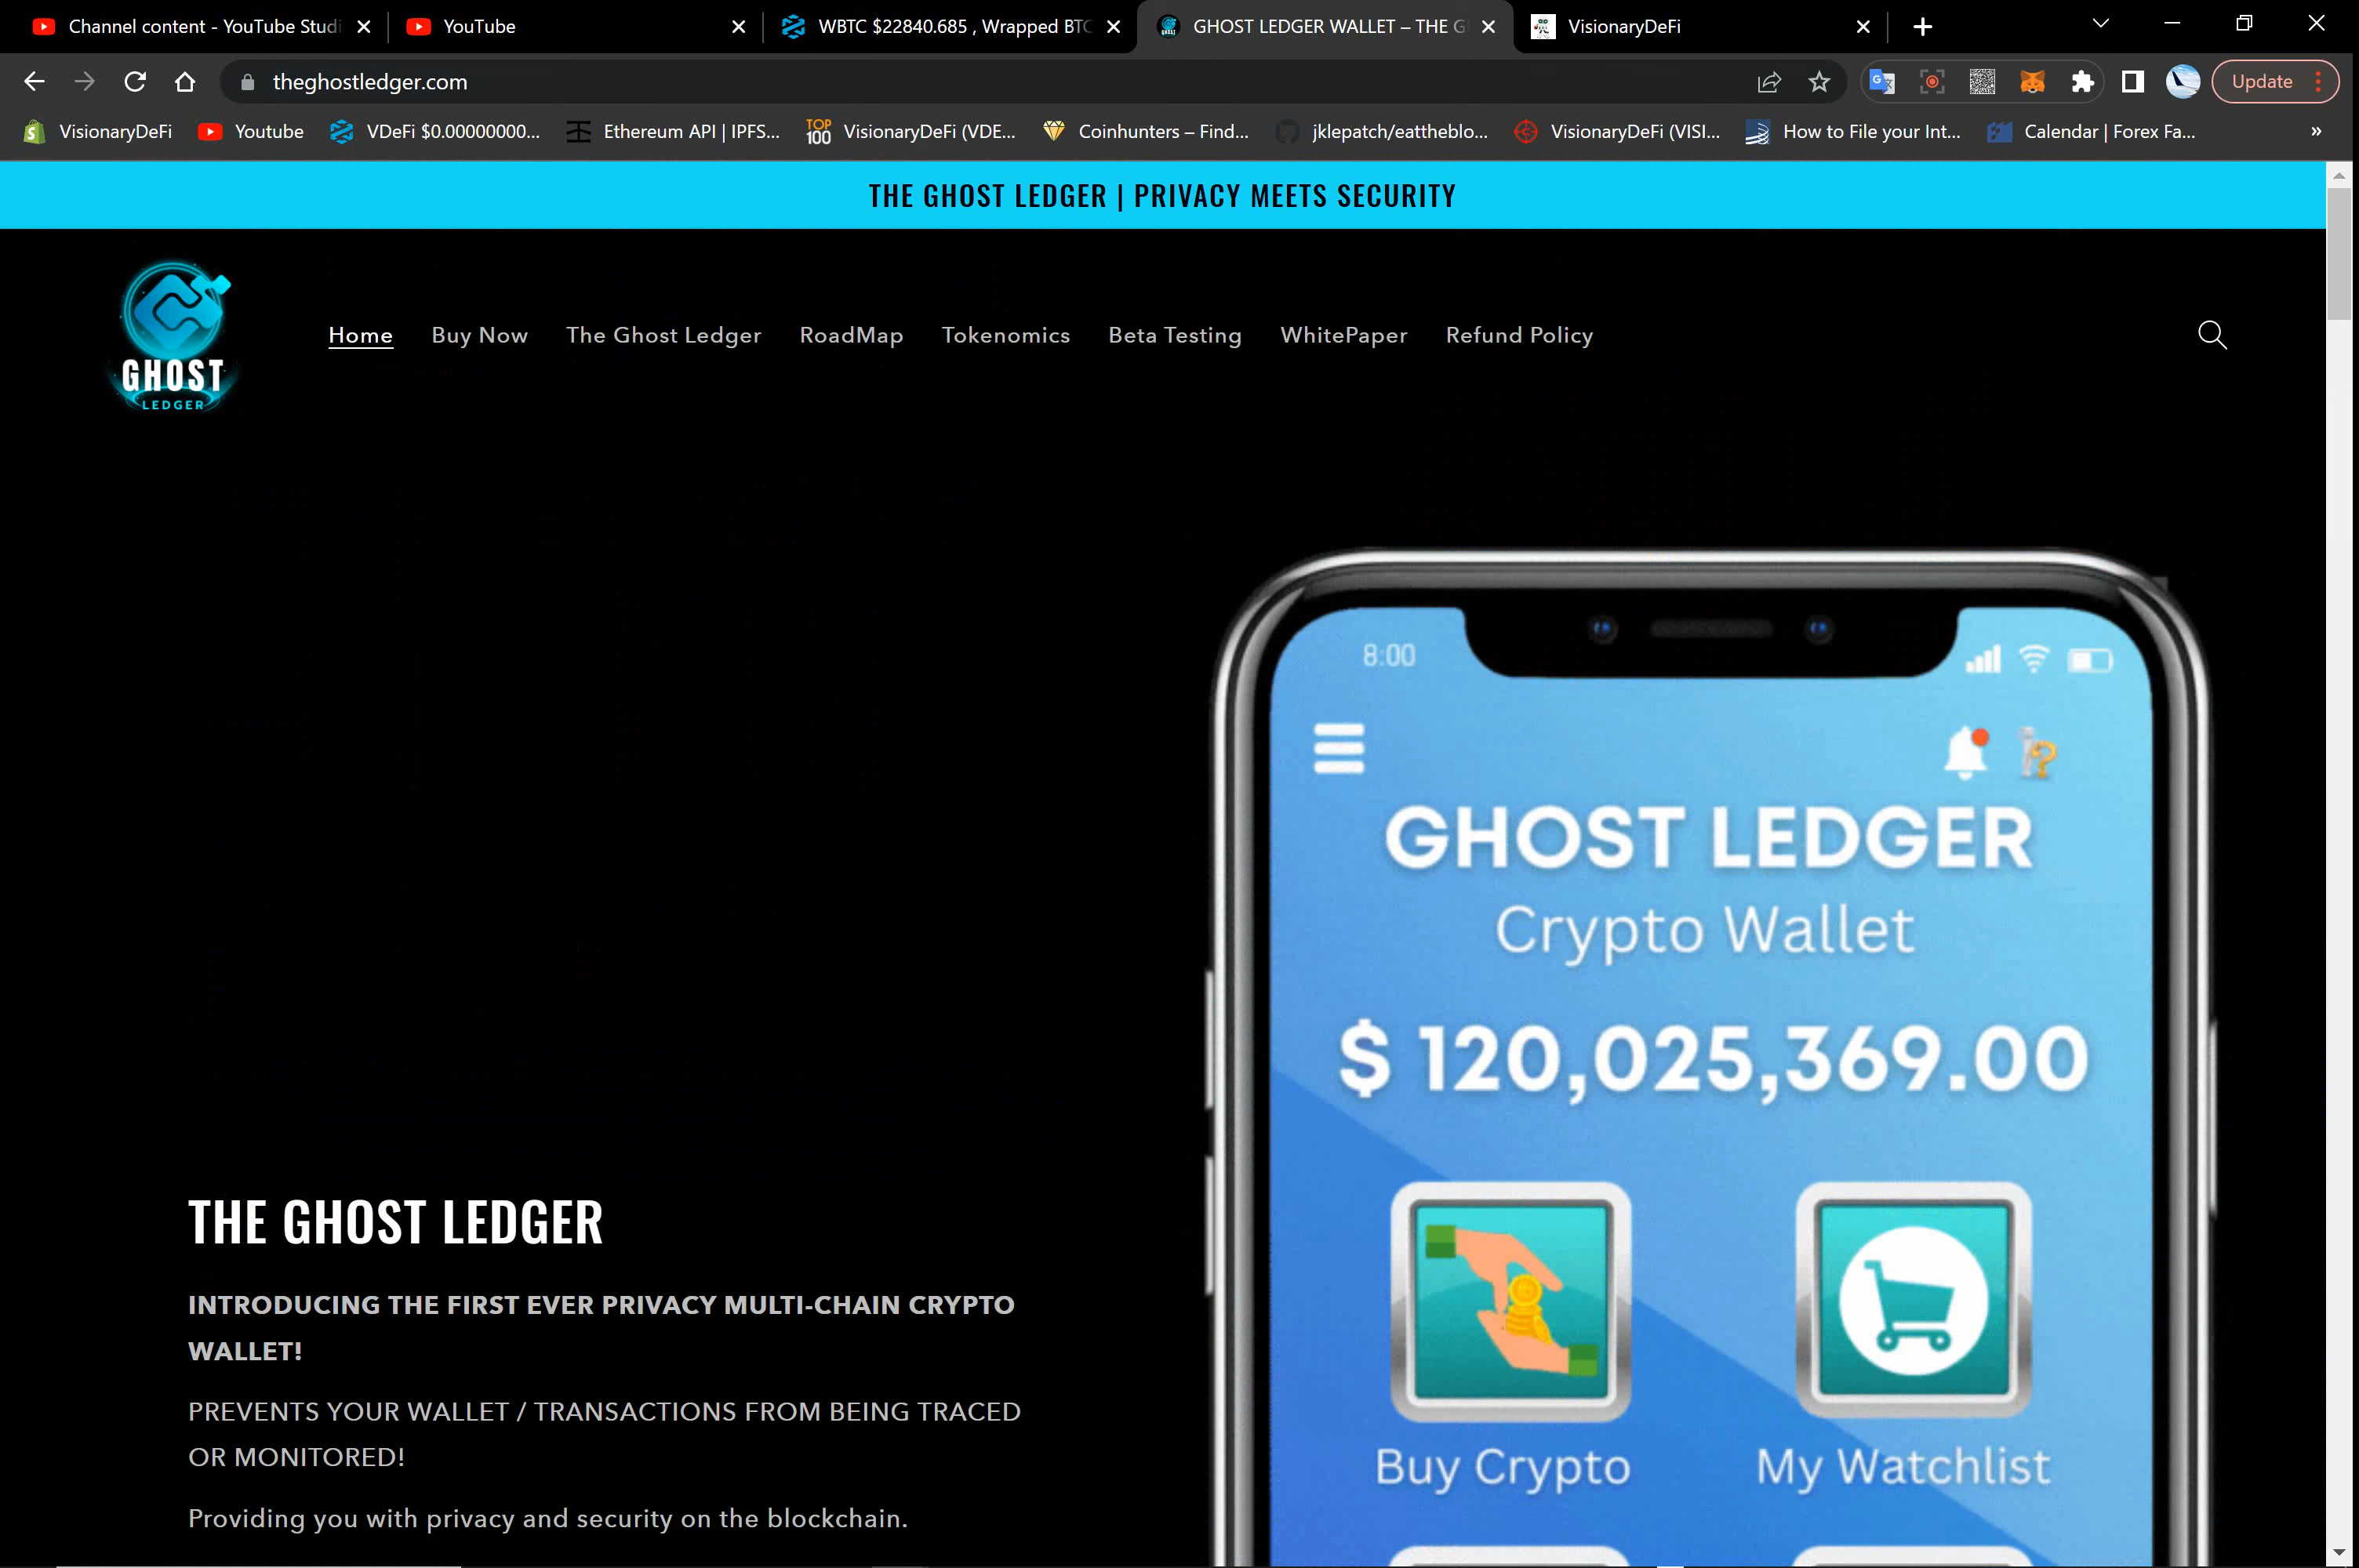 Channel content - YouTube Studi
YouTube
WBTC $22840.685 , Wrapped BTC
GHOST LEDGER WALLET – THE G
VisionaryDeFi
theghostledger.com
Update
VisionaryDeFi
Youtube
VDeFi $0.00000000...
Ethereum API | IPFS...
TOP
100
VisionaryDeFi (VDE...
Coinhunters – Find...
jklepatch/eattheblo...
VisionaryDeFi (VISI...
How to File your Int...
Calendar | Forex Fa...
»
THE GHOST LEDGER | PRIVACY MEETS SECURITY
GHOST
LEDGER
Home
Buy Now
The Ghost Ledger
RoadMap
Tokenomics
Beta Testing
WhitePaper
Refund Policy
8:00
GHOST LEDGER
Crypto Wallet
$ 120,025,369.00
Buy Crypto
My Watchlist
THE GHOST LEDGER
INTRODUCING THE FIRST EVER PRIVACY MULTI-CHAIN CRYPTO
WALLET!
PREVENTS YOUR WALLET / TRANSACTIONS FROM BEING TRACED
OR MONITORED!
Providing you with privacy and security on the blockchain.